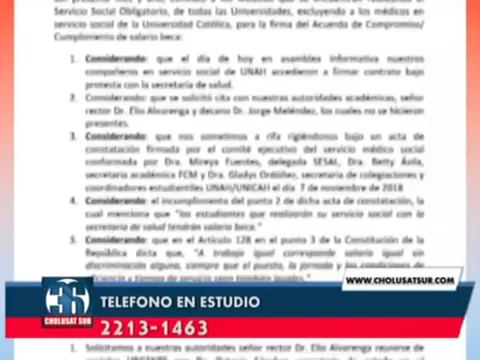 Servicio Social Obligatorio, de todas las Universidades, excluyendo a los médicos en
servicio social de la Universidad Católica, para la firma del Acuerdo de Compromiso/
Cumplimiento de salario beca:
1. Considerando: que el día de hoy en asamblea informativa nuestros
compañeros en servicio social de UNAH accedieron a firmar contrato bajo
protesta con la secretaria de salud.
2. Considerando: que se solicitó cita con nuestras autoridades académicas, señor
rector Dr. Elio Alvarenga y decano Dr. Jorge Meléndez, los cuales no se hicieron
presentes.
3. Considerando: que nos sometimos a rifa rigiéndonos bajo un acta de
constatación firmada por el comité ejecutivo del servicio médico social
conformada por Dra. Mireya Fuentes, delegada SESAL, Dra. Betty Ávila,
secretaria académica FCM y Dra. Gladys Ordóñez, secretaria de colegiaciones y
coordinadores estudiantiles UNAH/UNICAH el día 7 de noviembre de 2018
4. Considerando: el incumplimiento del punto 2 de dicha acta de constatación, la
cual menciona que "los estudiantes que realizarán su servicio social con la
secretaria de salud tendrán salario beca."
5. Considerando: que en el Artículo 128 en el punto 3 de la Constitución de la
República dicta que, "A trabajo igual corresponde salario igual sin
discriminación alguna, siempre que el puesto, la jornada y las condiciones de
eficiencia y tiempo de servicio sean también iguales."
WWW.CHOLUSATSUR.COM
36
CHOLUSAT SUR
TELEFONO EN ESTUDIO
2213-1463
1. Solicitamos a nuestras autoridades señor rector Dr. Elio Alvarenga reunirse de